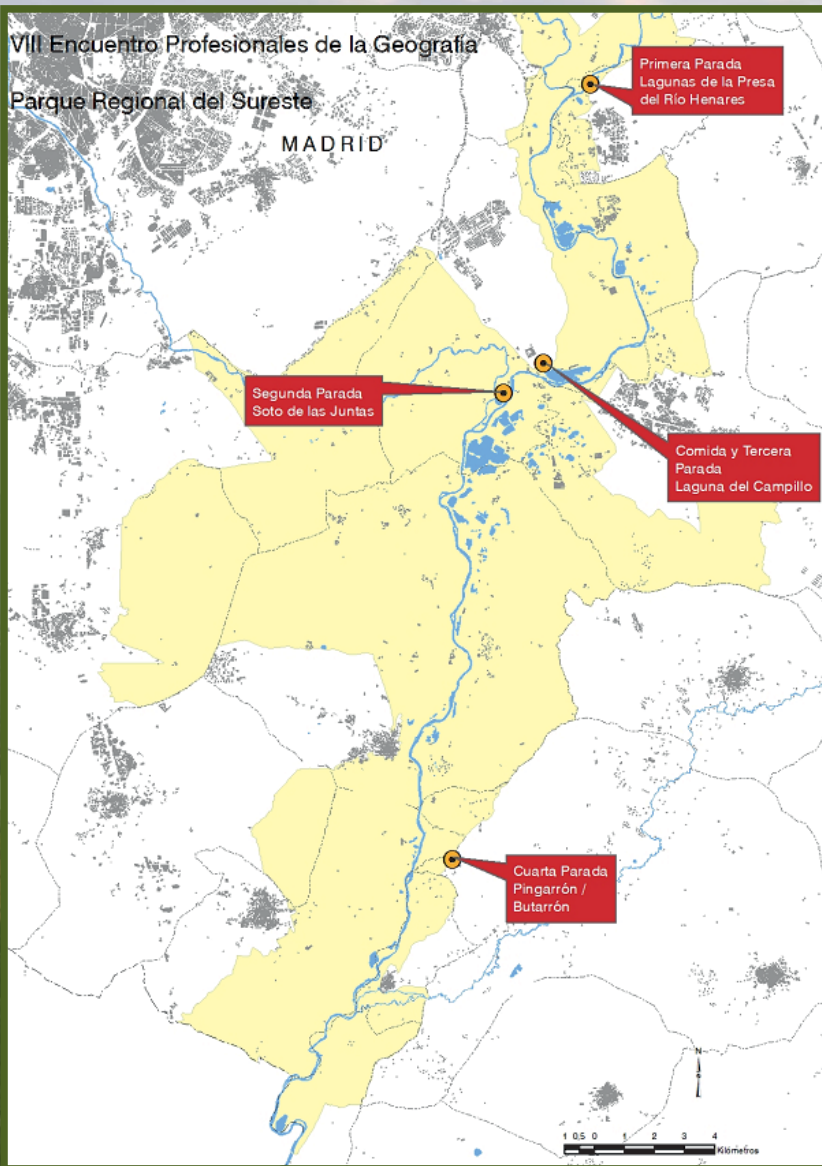 VIII Encuentro Profesionales de la Geografía
Parque Regional del Sureste
MADRID
Primera Parada
Lagunas de la Presa
del Río Henares
Segunda Parada
Soto de las Juntas
Comida y Tercera
Parada
Laguna del Campillo
Cuarta Parada
Pingarrón /
Butarrón
N
1 0,5 0 1 2 3 4
Kilómetros